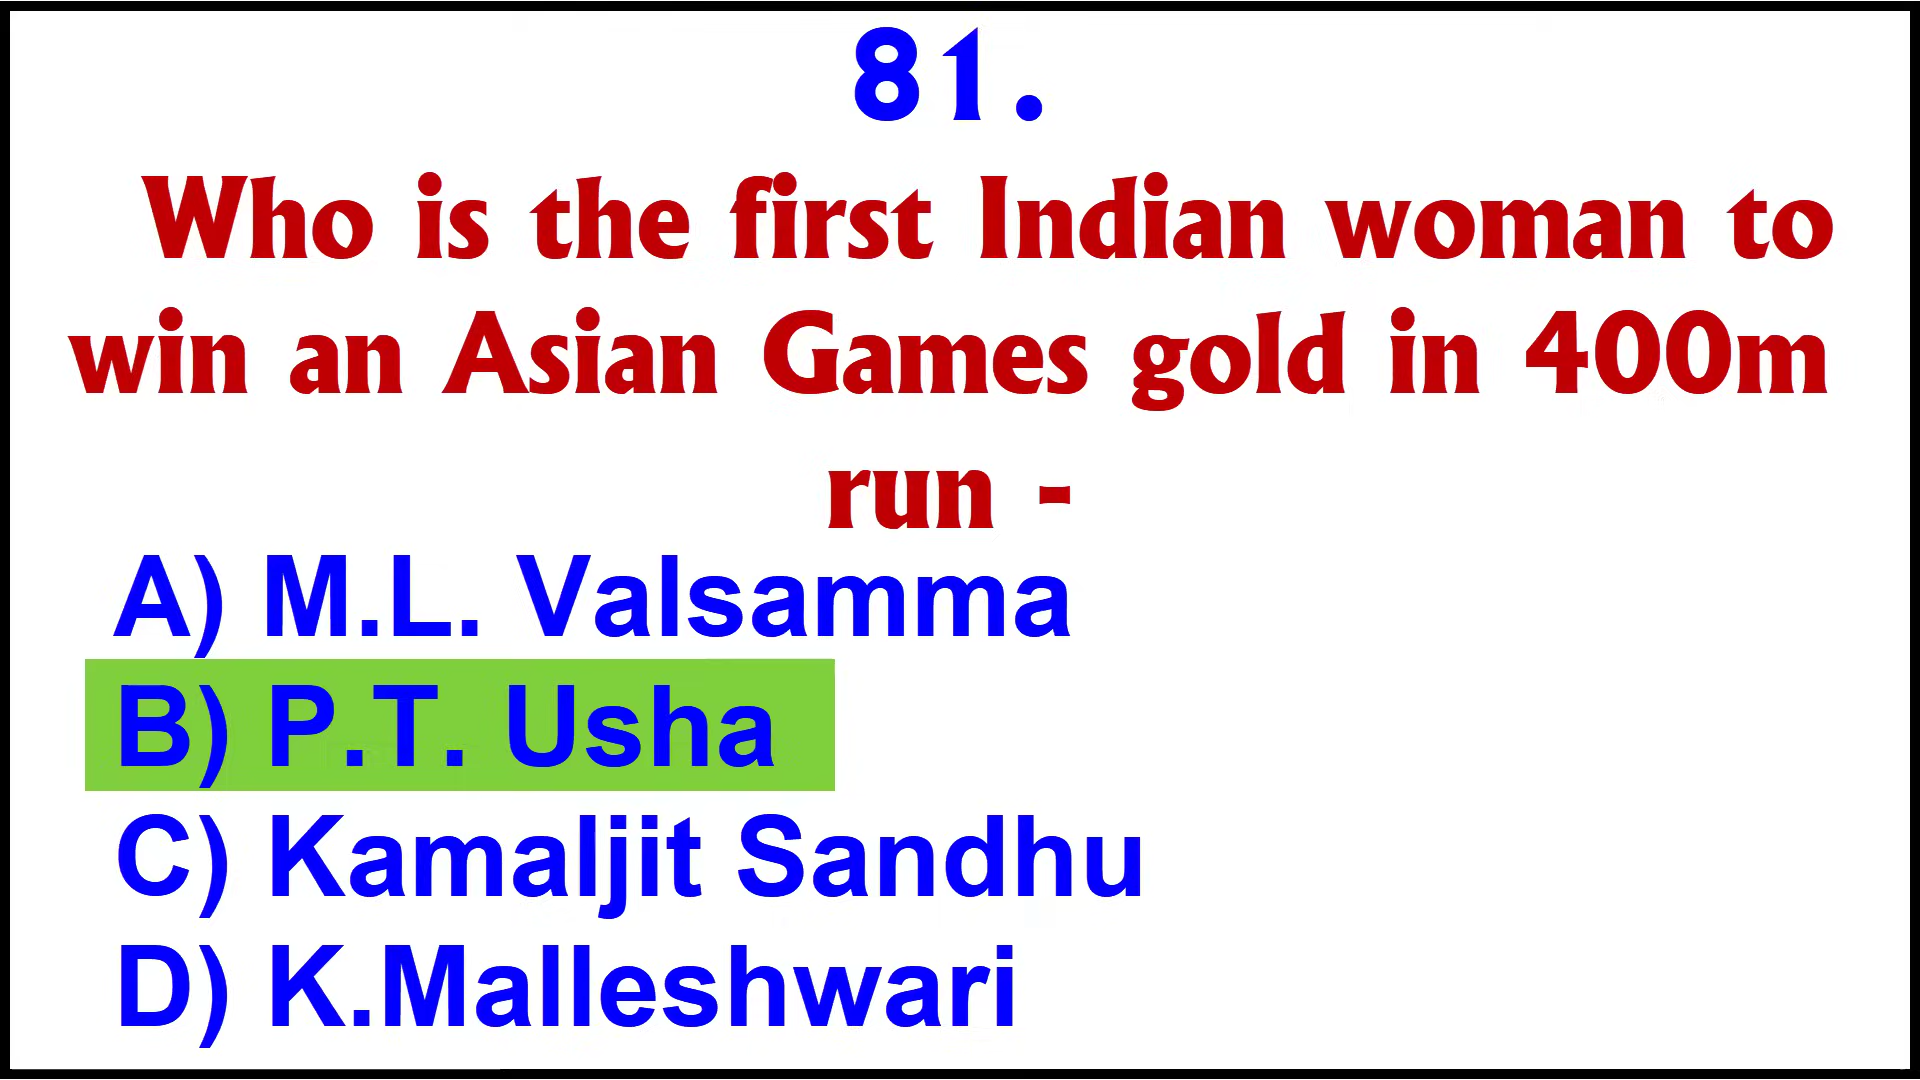 81.
Who is the first Indian woman to
win an Asian Games gold in 400m
run -
A) M.L. Valsamma
B) P.T. Usha
C) Kamaljit Sandhu
D) K.Malleshwari